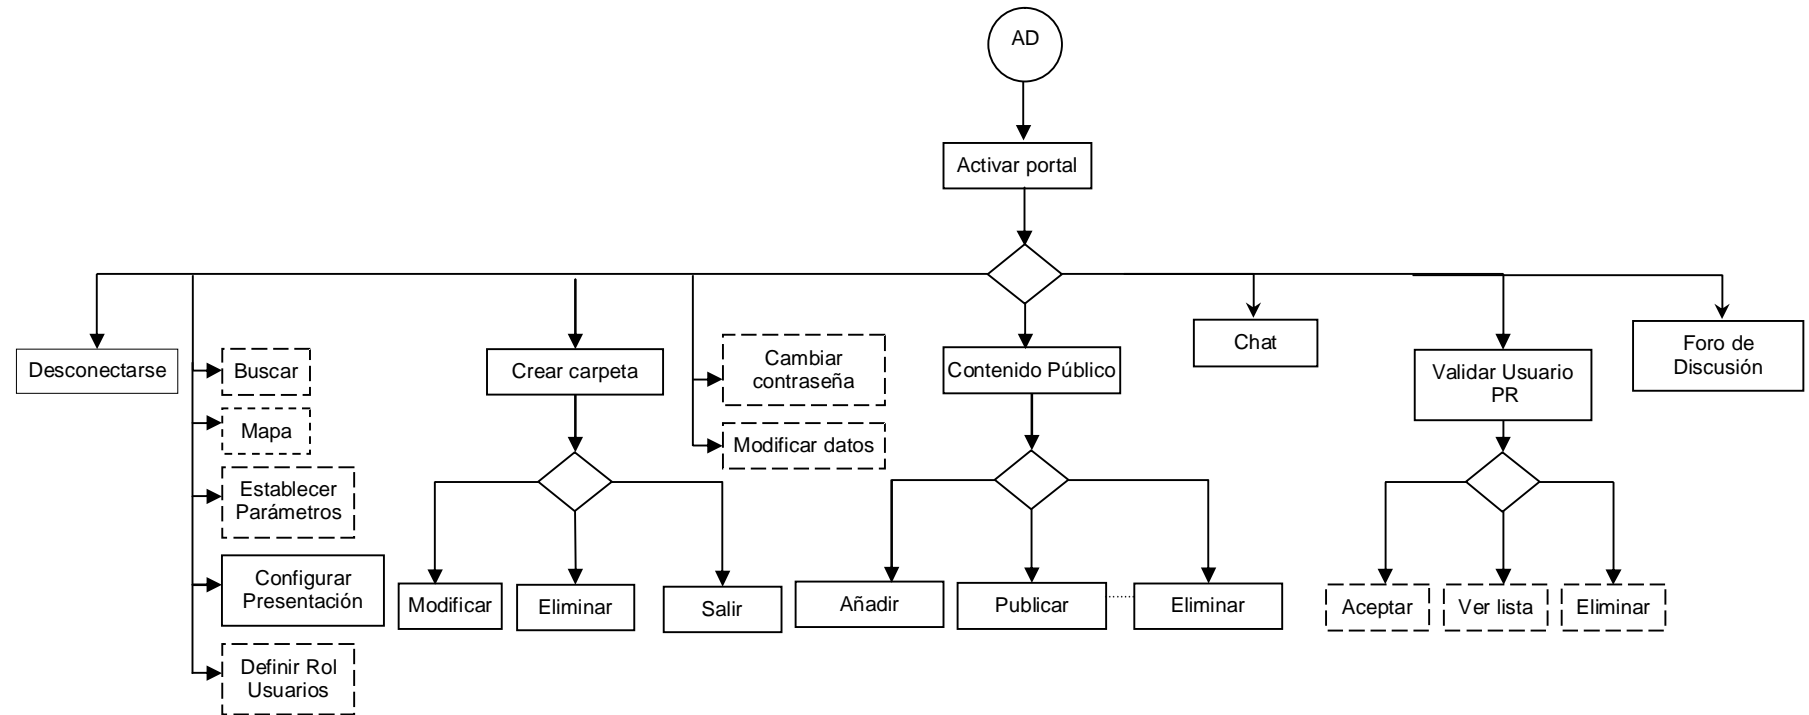 AD
Activar portal
Desconectarse
Buscar
Mapa
Establecer
Parámetros
Configurar
Presentación
Definir Rol
Usuarios
Crear carpeta
Modificar
Eliminar
Salir
Cambiar
contraseña
Modificar datos
Contenido Público
Añadir
Publicar
Eliminar
Chat
Validar Usuario
PR
Aceptar
Ver lista
Eliminar
Foro de
Discusión